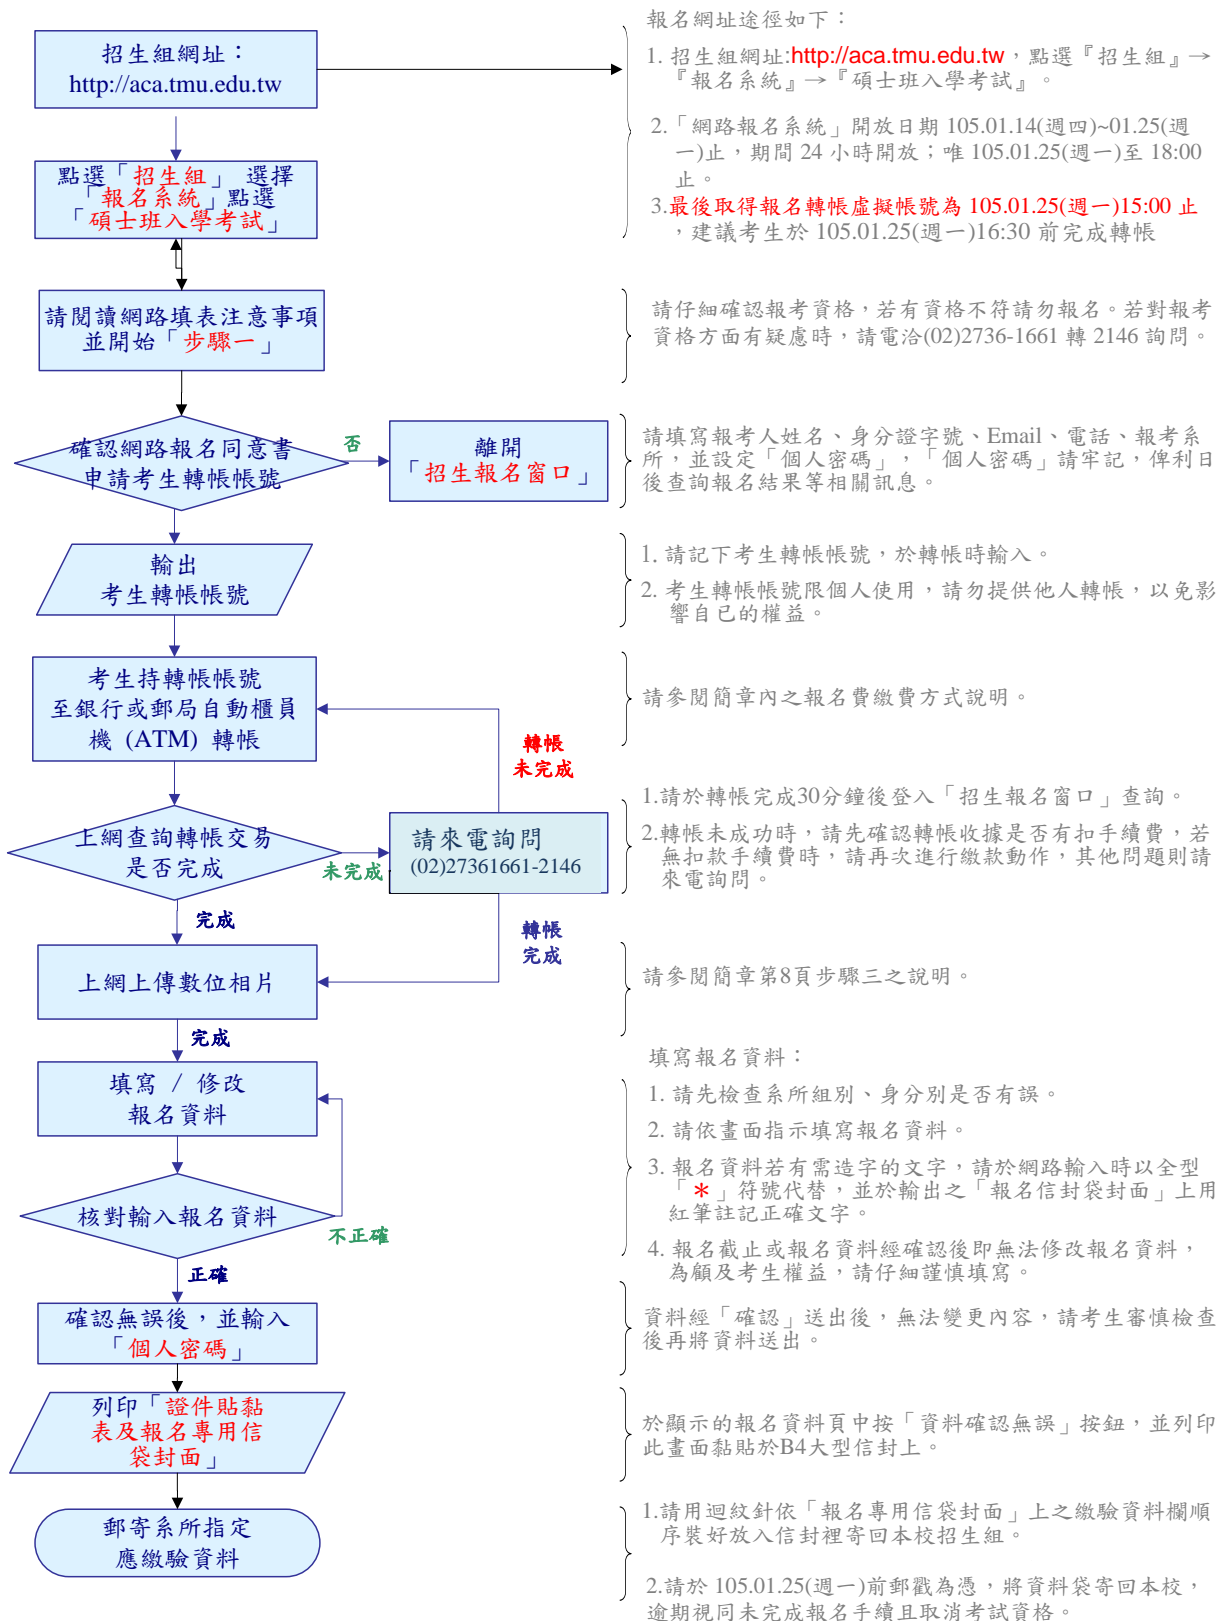 報名網址途徑如下：
招生組網址：
http://aca.tmu.edu.tw
1. 招生組網址:http://aca.tmu.edu.tw，點選『招生組』→
『報名系統』→『碩士班入學考試』。
2.「網路報名系統」開放日期 105.01.14(週四)~01.25(週
一)止，期間 24 小時開放；唯 105.01.25(週一)至 18:00
止。
3.最後取得報名轉帳虛擬帳號為 105.01.25(週一)15:00 止
，建議考生於 105.01.25(週一)16:30 前完成轉帳
點選「招生組」 選擇
「報名系統」點選
「碩士班入學考試」
請閱讀網路填表注意事項
並開始「步驟一」
請仔細確認報考資格，若有資格不符請勿報名。若對報考
資格方面有疑慮時，請電洽(02)2736-1661 轉 2146 詢問。
確認網路報名同意書
申請考生轉帳帳號
否
離開
「招生報名窗口」
請填寫報考人姓名、身分證字號、Email、電話、報考系
所，並設定「個人密碼」，「個人密碼」請牢記，俾利日
後查詢報名結果等相關訊息。
輸出
考生轉帳帳號
1. 請記下考生轉帳帳號，於轉帳時輸入。
2. 考生轉帳帳號限個人使用，請勿提供他人轉帳，以免影
響自己的權益。
考生持轉帳帳號
至銀行或郵局自動櫃員
機 (ATM) 轉帳
請參閱簡章內之報名費繳費方式說明。
轉帳
未完成
上網查詢轉帳交易
是否完成
未完成
請來電詢問
(02)27361661-2146
1.請於轉帳完成30分鐘後登入「招生報名窗口」查詢。
2.轉帳未成功時，請先確認轉帳收據是否有扣手續費，若
無扣款手續費時，請再次進行繳款動作，其他問題則請
來電詢問。
完成
轉帳
完成
上網上傳數位相片
請參閱簡章第8頁步驟三之說明。
完成
填寫 / 修改
報名資料
填寫報名資料：
1. 請先檢查系所組別、身分別是否有誤。
2. 請依畫面指示填寫報名資料。
3. 報名資料若有需造字的文字，請於網路輸入時以全型
「＊」符號代替，並於輸出之「報名信封袋封面」上用
紅筆註記正確文字。
4. 報名截止或報名資料經確認後即無法修改報名資料，
為顧及考生權益，請仔細謹慎填寫。
核對輸入報名資料
不正確
正確
確認無誤後，並輸入
「個人密碼」
資料經「確認」送出後，無法變更內容，請考生審慎檢查
後再將資料送出。
列印「證件貼黏
表及報名專用信
袋封面」
於顯示的報名資料頁中按「資料確認無誤」按鈕，並列印
此畫面黏貼於B4大型信封上。
郵寄系所指定
應繳驗資料
1.請用迴紋針依「報名專用信袋封面」上之繳驗資料欄順
序裝好放入信封裡寄回本校招生組。
2.請於 105.01.25(週一)前郵戳為憑，將資料袋寄回本校，
逾期視同未完成報名手續且取消考試資格。